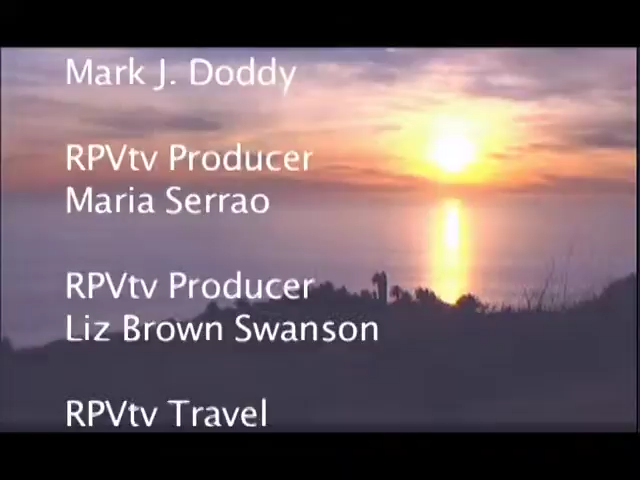 Mark J. Doddy
RPVtv Producer
Maria Serrao
RPVtv Producer
Liz Brown Swanson
RPVtv Travel